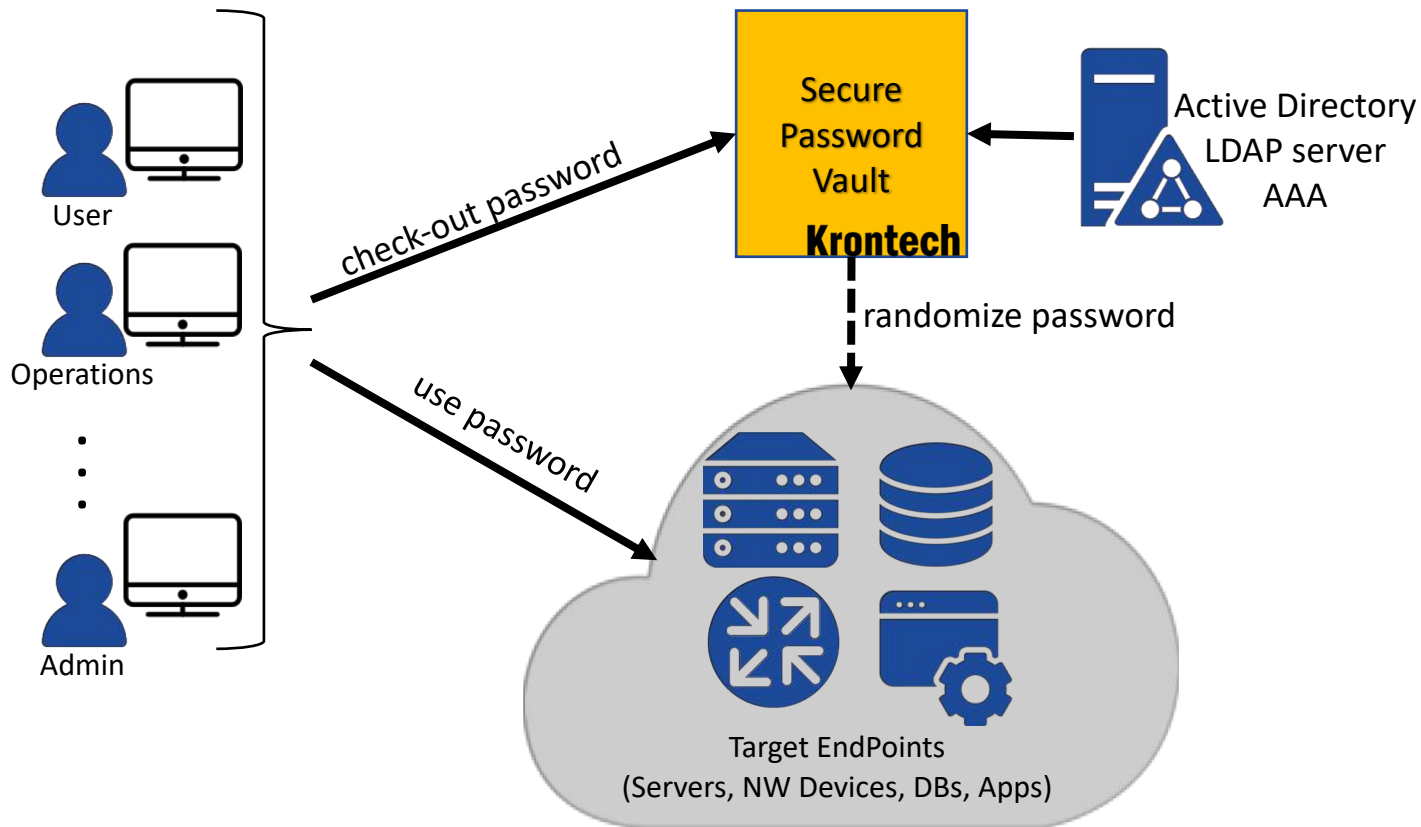 User
Operations
Admin
check-out password
use password
Secure
Password
Vault
Krontech
Active Directory
LDAP server
AAA
randomize password
Target EndPoints
(Servers, NW Devices, DBs, Apps)